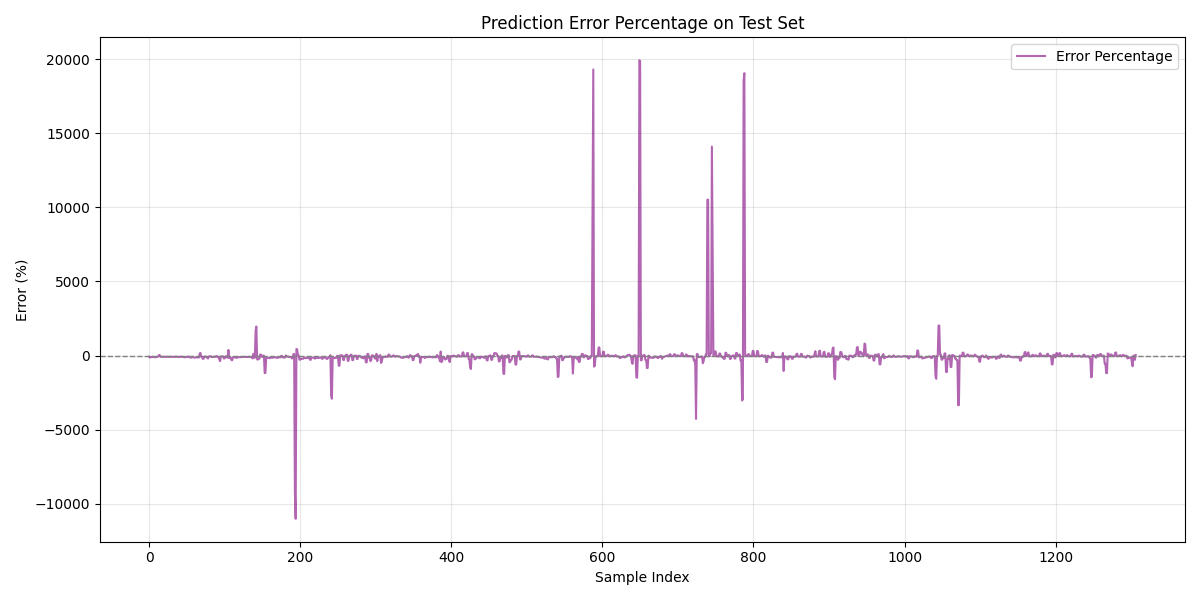 Prediction Error Percentage on Test Set
Error Percentage
20000
15000
10000
5000
0
−5000
−10000
Error (%)
0 200 400 600 800 1000 1200
Sample Index